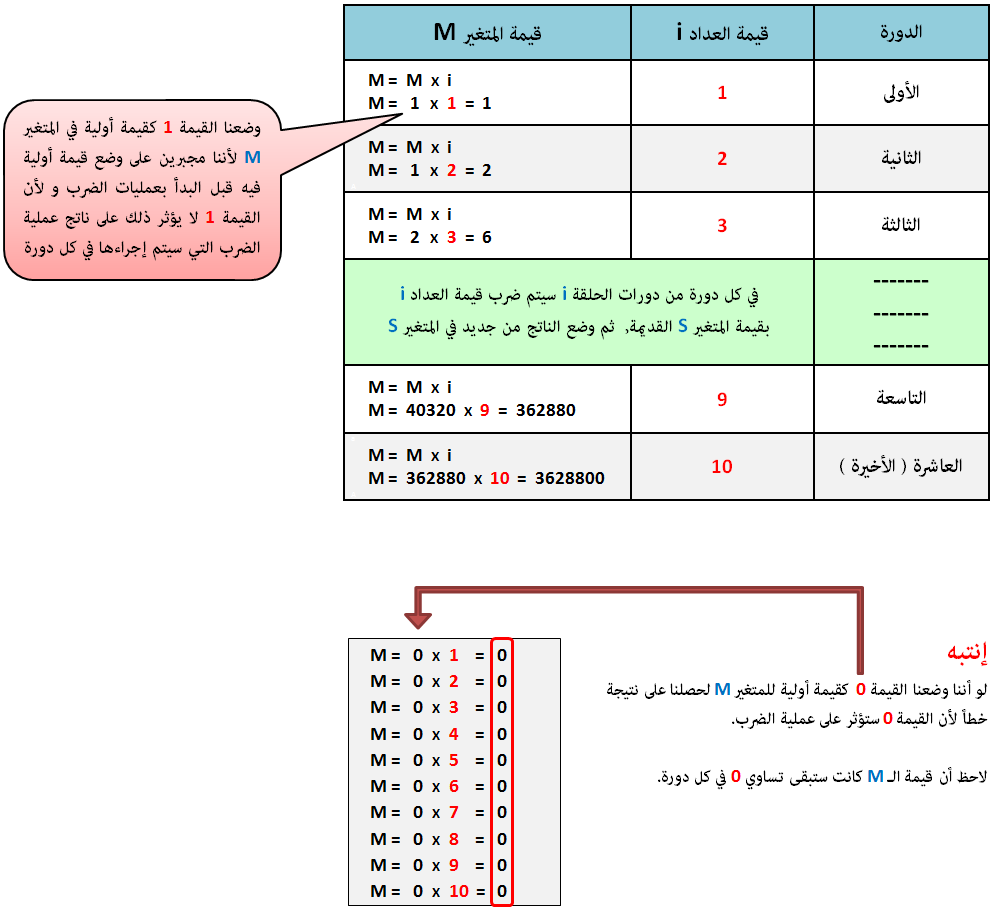 الدورة	قيمة العداد i	قيمة المتغير M
الأولى	1	M = M x i
M = 1 x 1 = 1
وضعنا القيمة 1 كقيمة أولية في المتغير
M لأننا مجبرين على وضع قيمة أولية
فيه قبل البدأ بعمليات الضرب و لأن
القيمة 1 لا يؤثر ذلك على ناتج عملية
الضرب التي سيتم إجراءها في كل دورة
الثانية	2	M = M x i
M = 1 x 2 = 2
الثالثة	3	M = M x i
M = 2 x 3 = 6
-------
-------
-------
في كل دورة من دورات الحلقة i سيتم ضرب قيمة العداد i
بقيمة المتغير S القديمة, ثم وضع الناتج من جديد في المتغير S
التاسعة	9	M = M x i
M = 40320 x 9 = 362880
العاشرة ( الأخيرة )	10	M = M x i
M = 362880 x 10 = 3628800
إنتبه
لو أننا وضعنا القيمة 0 كقيمة أولية للمتغير M لحصلنا على نتيجة
خطأ لأن القيمة 0 ستؤثر على عملية الضرب.
لاحظ أن قيمة الـ M كانت ستبقى تساوي 0 في كل دورة.
M = 0 x 1 = 0
M = 0 x 2 = 0
M = 0 x 3 = 0
M = 0 x 4 = 0
M = 0 x 5 = 0
M = 0 x 6 = 0
M = 0 x 7 = 0
M = 0 x 8 = 0
M = 0 x 9 = 0
M = 0 x 10 = 0